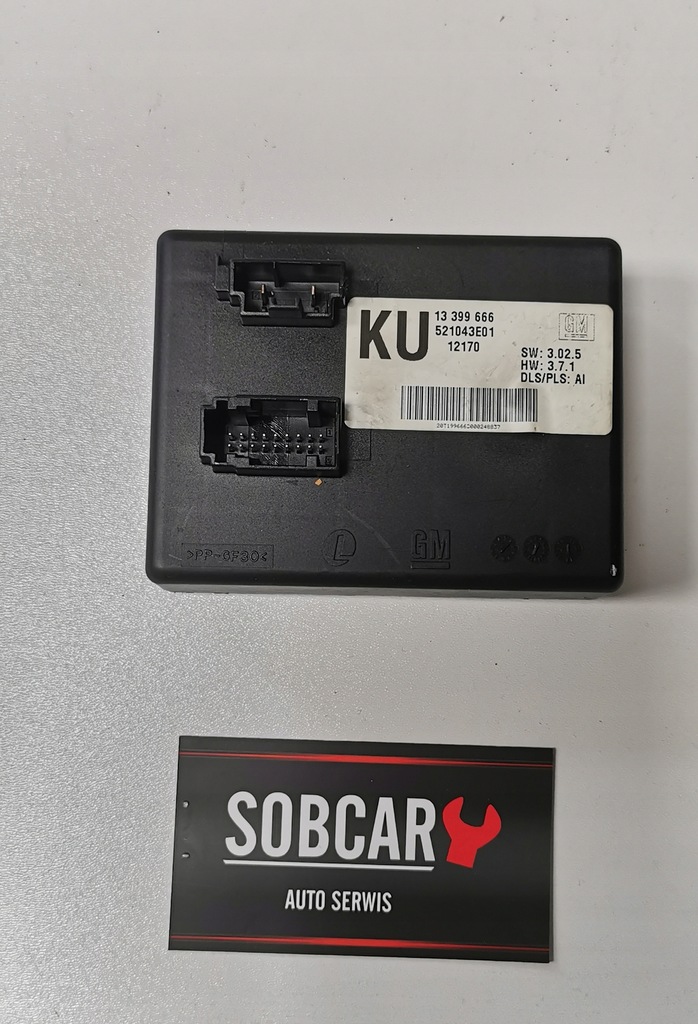 KU
13 399 666
521043E01
12170
GM
SW: 3.02.5
HW: 3.7.1
DLS/PLS: AI
>PP-GF30<
L
GM
SOBCAR
AUTO SERWIS